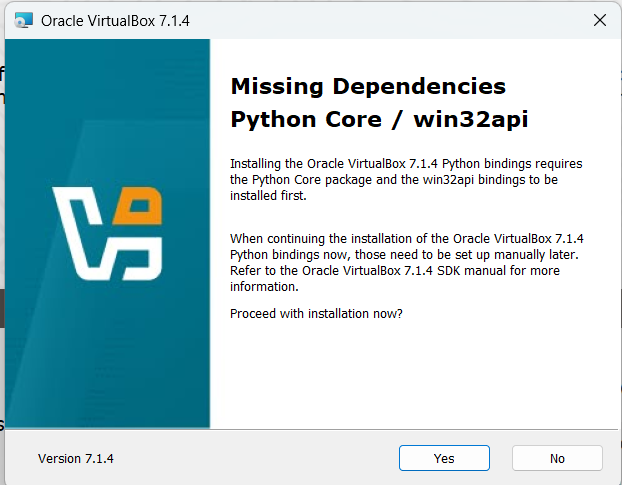 Oracle VirtualBox 7.1.4
Missing Dependencies
Python Core / win32api
Installing the Oracle VirtualBox 7.1.4 Python bindings requires
the Python Core package and the win32api bindings to be
installed first.
When continuing the installation of the Oracle VirtualBox 7.1.4
Python bindings now, those need to be set up manually later.
Refer to the Oracle VirtualBox 7.1.4 SDK manual for more
information.
Proceed with installation now?
Version 7.1.4
Yes
No